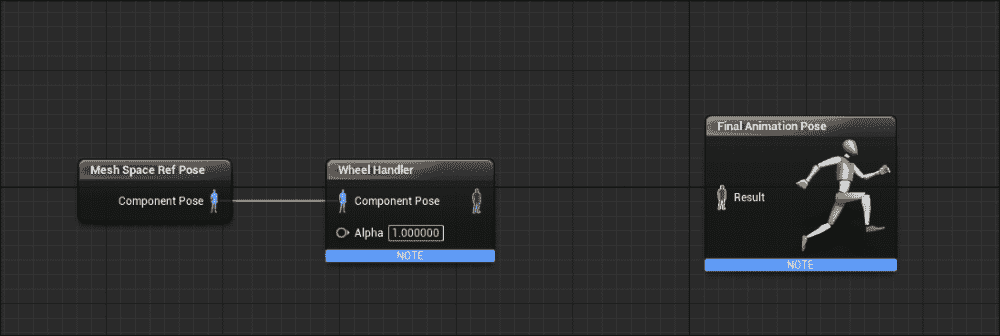 Mesh Space Ref Pose
Component Pose
Wheel Handler
Component Pose
Alpha 1.000000
NOTE
Final Animation Pose
Result
NOTE